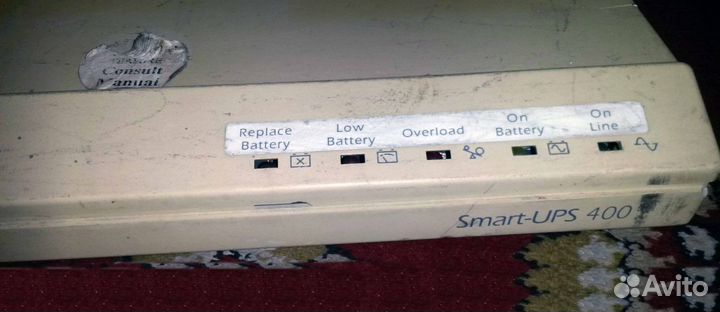 Consult
Manual
Replace
Battery
Low
Battery
Overload
On
Battery
On
Line
Smart-UPS 400
Avito